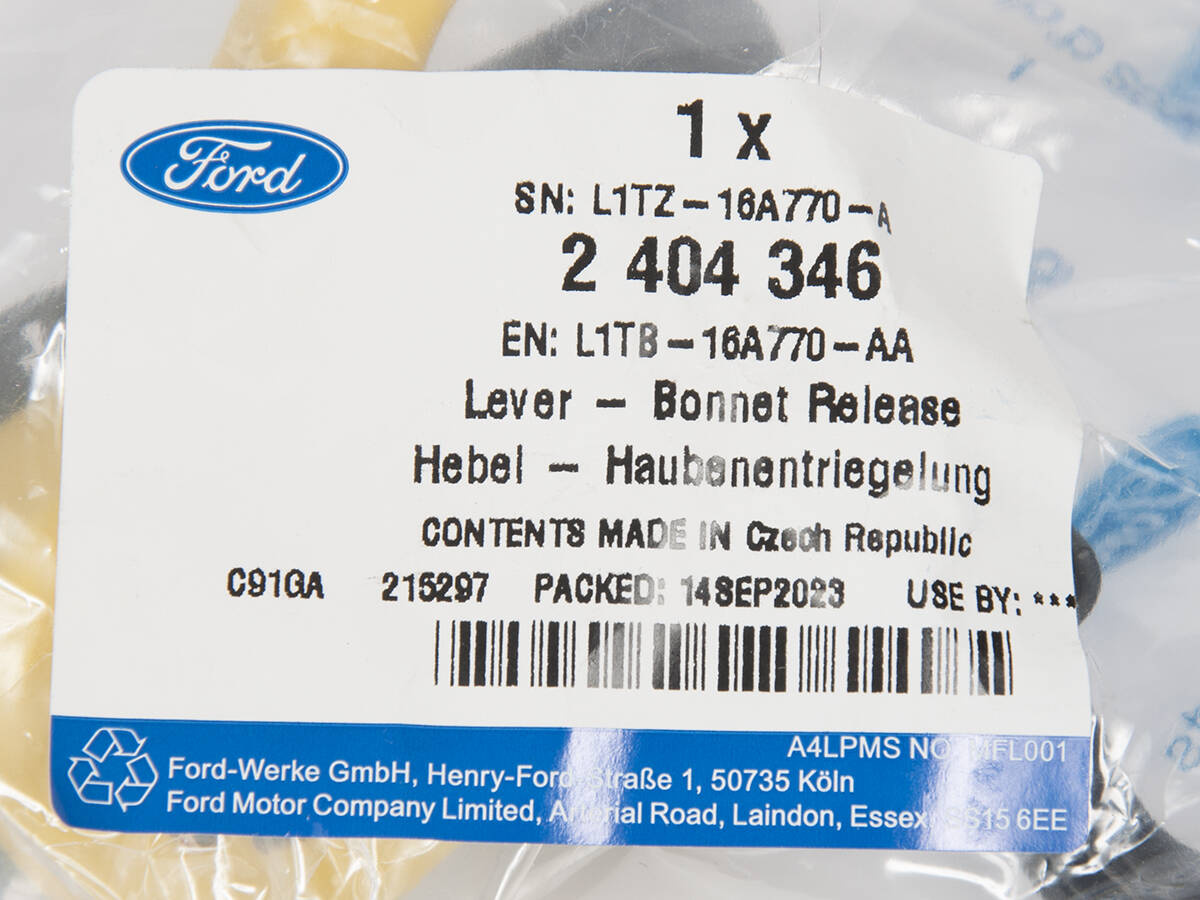 Ford
1 x
SN: L1TZ-16A770-A
2 404 346
EN: L1TB-16A770-AA
Lever - Bonnet Release
Hebel - Haubenentriegelung
CONTENTS MADE IN Czech Republic
C91GA 215297 PACKED: 14SEP2023 USE BY: ***
A4LPMS NO. MFL001
Ford-Werke GmbH, Henry-Ford-Straße 1, 50735 Köln
Ford Motor Company Limited, Arterial Road, Laindon, Essex SS15 6EE